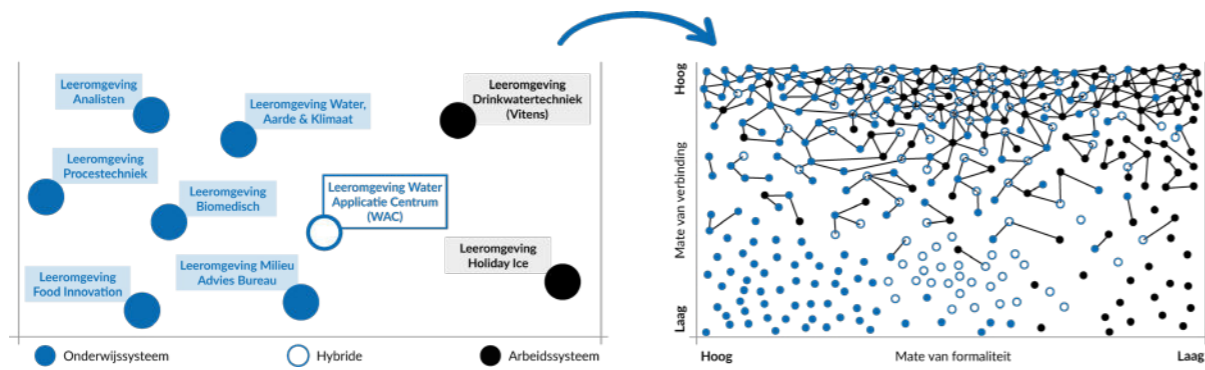 Leeromgeving
Analisten
Leeromgeving Water,
Aarde & Klimaat
Leeromgeving
Drinkwatertechniek
(Vitens)
Leeromgeving
Procestechniek
Leeromgeving
Biomedisch
Leeromgeving Water
Applicatie Centrum
(WAC)
Leeromgeving
Holiday Ice
Leeromgeving
Food Innovation
Leeromgeving Milieu
Advies Bureau
Onderwijssysteem
Hybride
Arbeidssysteem
Hoog
Mate van verbinding
Laag
Hoog
Mate van formaliteit
Laag